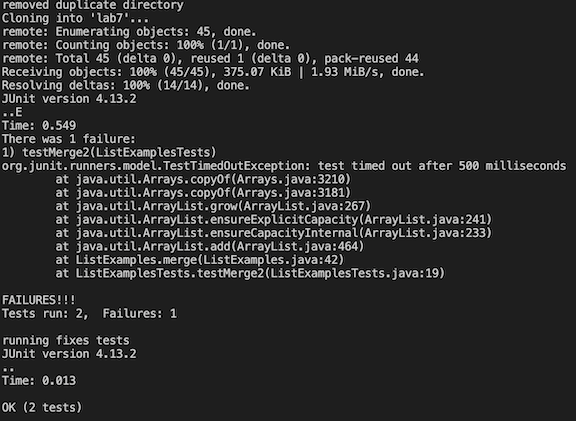 removed duplicate directory
Cloning into 'lab7'...
remote: Enumerating objects: 45, done.
remote: Counting objects: 100% (1/1), done.
remote: Total 45 (delta 0), reused 1 (delta 0), pack-reused 44
Receiving objects: 100% (45/45), 375.07 KiB | 1.93 MiB/s, done.
Resolving deltas: 100% (14/14), done.
JUnit version 4.13.2
..E
Time: 0.549
There was 1 failure:
1) testMerge2(ListExamplesTests)
org.junit.runners.model.TestTimedOutException: test timed out after 500 milliseconds
        at java.util.Arrays.copyOf(Arrays.java:3210)
        at java.util.Arrays.copyOf(Arrays.java:3181)
        at java.util.ArrayList.grow(ArrayList.java:267)
        at java.util.ArrayList.ensureExplicitCapacity(ArrayList.java:241)
        at java.util.ArrayList.ensureCapacityInternal(ArrayList.java:233)
        at java.util.ArrayList.add(ArrayList.java:464)
        at ListExamples.merge(ListExamples.java:42)
        at ListExamplesTests.testMerge2(ListExamplesTests.java:19)

FAILURES!!!
Tests run: 2,  Failures: 1

running fixes tests
JUnit version 4.13.2
..
Time: 0.013

OK (2 tests)